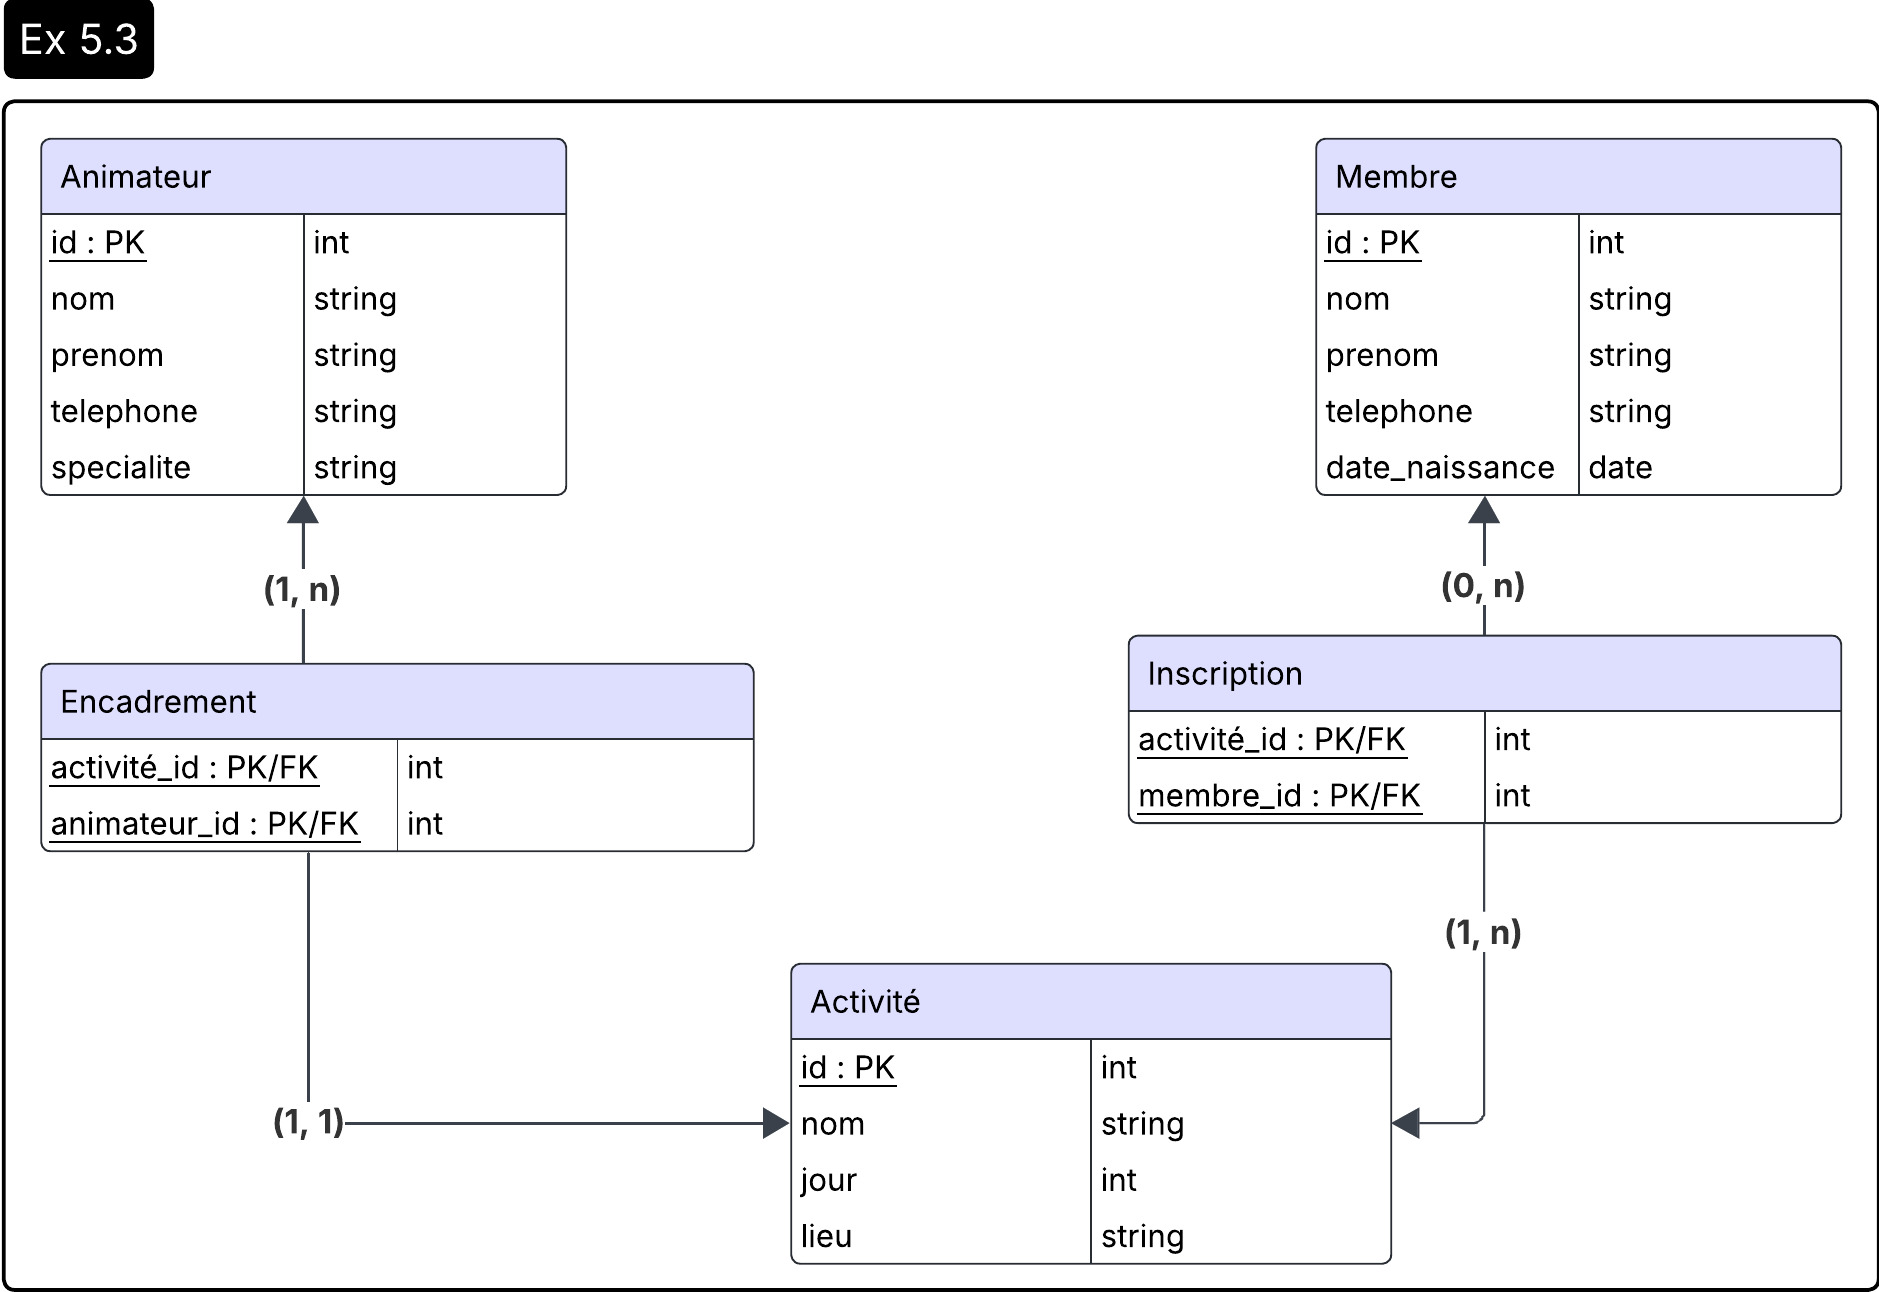 Ex 5.3
Animateur
id : PK int
nom string
prenom string
telephone string
specialite string
Membre
id : PK int
nom string
prenom string
telephone string
date_naissance date
(1, n)
(0, n)
Encadrement
activité_id : PK/FK int
animateur_id : PK/FK int
Inscription
activité_id : PK/FK int
membre_id : PK/FK int
(1, n)
(1, 1)
Activité
id : PK int
nom string
jour int
lieu string